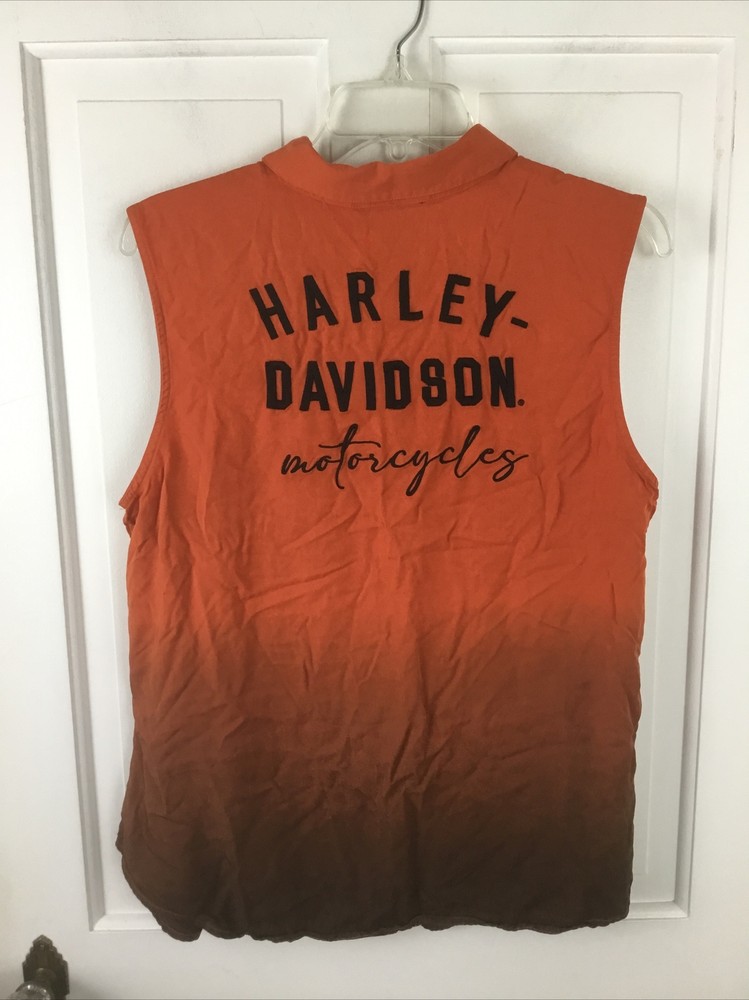 HARLEY-
DAVIDSON.
motorcycles